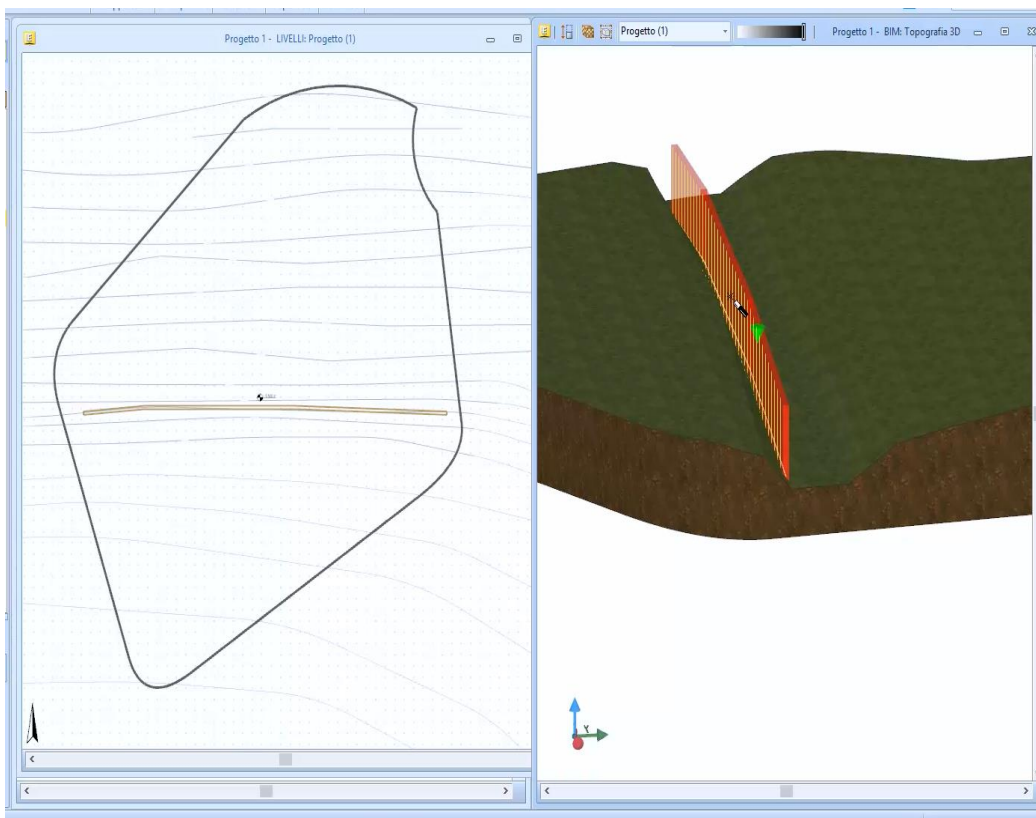 Progetto 1 - LIVELLI: Progetto (1)
Progetto (1)
Progetto 1 - BIM: Topografia 3D
Y